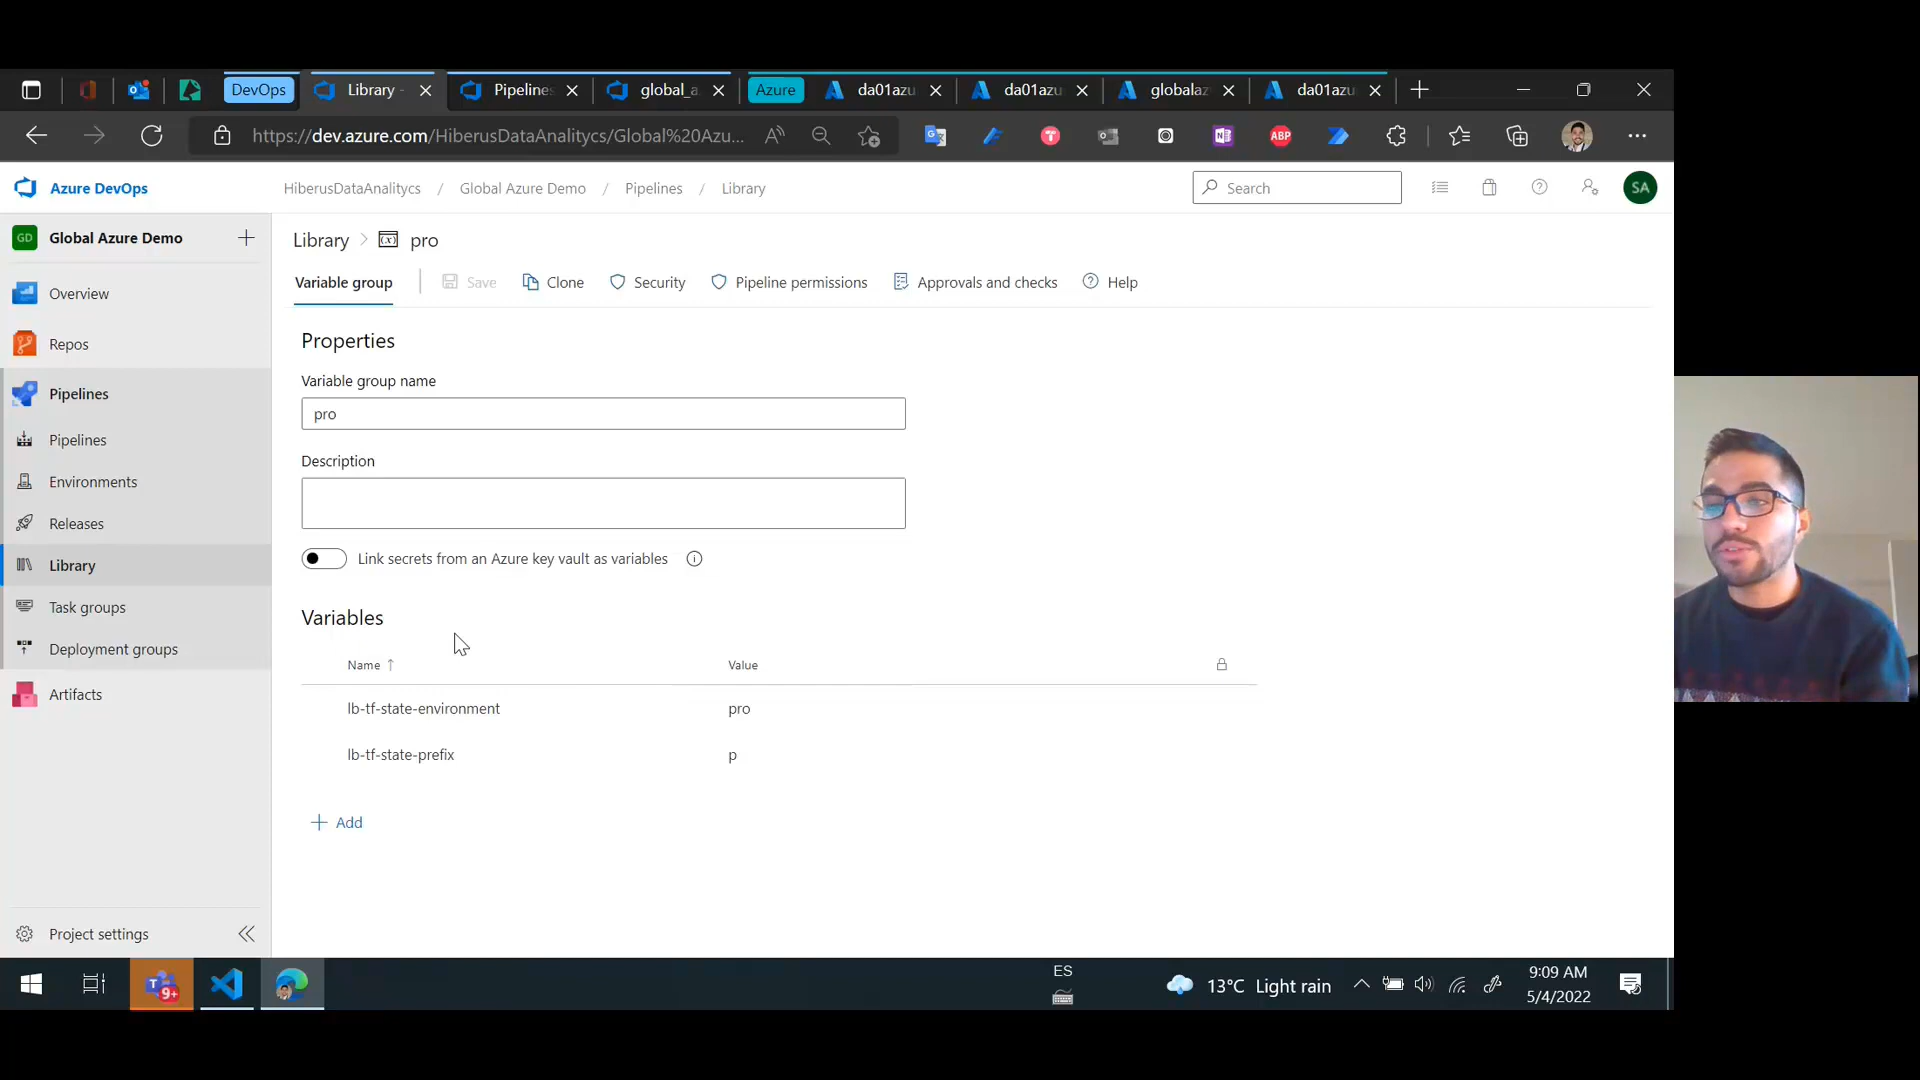 DevOps
Library -
Pipelines
global_a
Azure
da01azu
da01azu
globalaz
da01azu
https://dev.azure.com/HiberusDataAnalitycs/Global%20Azu...
ABP
Azure DevOps
HiberusDataAnalitycs / Global Azure Demo / Pipelines / Library
Search
SA
GD Global Azure Demo
Overview
Repos
Pipelines
Pipelines
Environments
Releases
Library
Task groups
Deployment groups
Artifacts
Project settings
Library > (x) pro
Variable group
Save
Clone
Security
Pipeline permissions
Approvals and checks
Help
Properties
Variable group name
pro
Description
Link secrets from an Azure key vault as variables
Variables
Name ↑ Value
lb-tf-state-environment pro
lb-tf-state-prefix p
+ Add
T 9+
ES
13°C Light rain
9:09 AM
5/4/2022